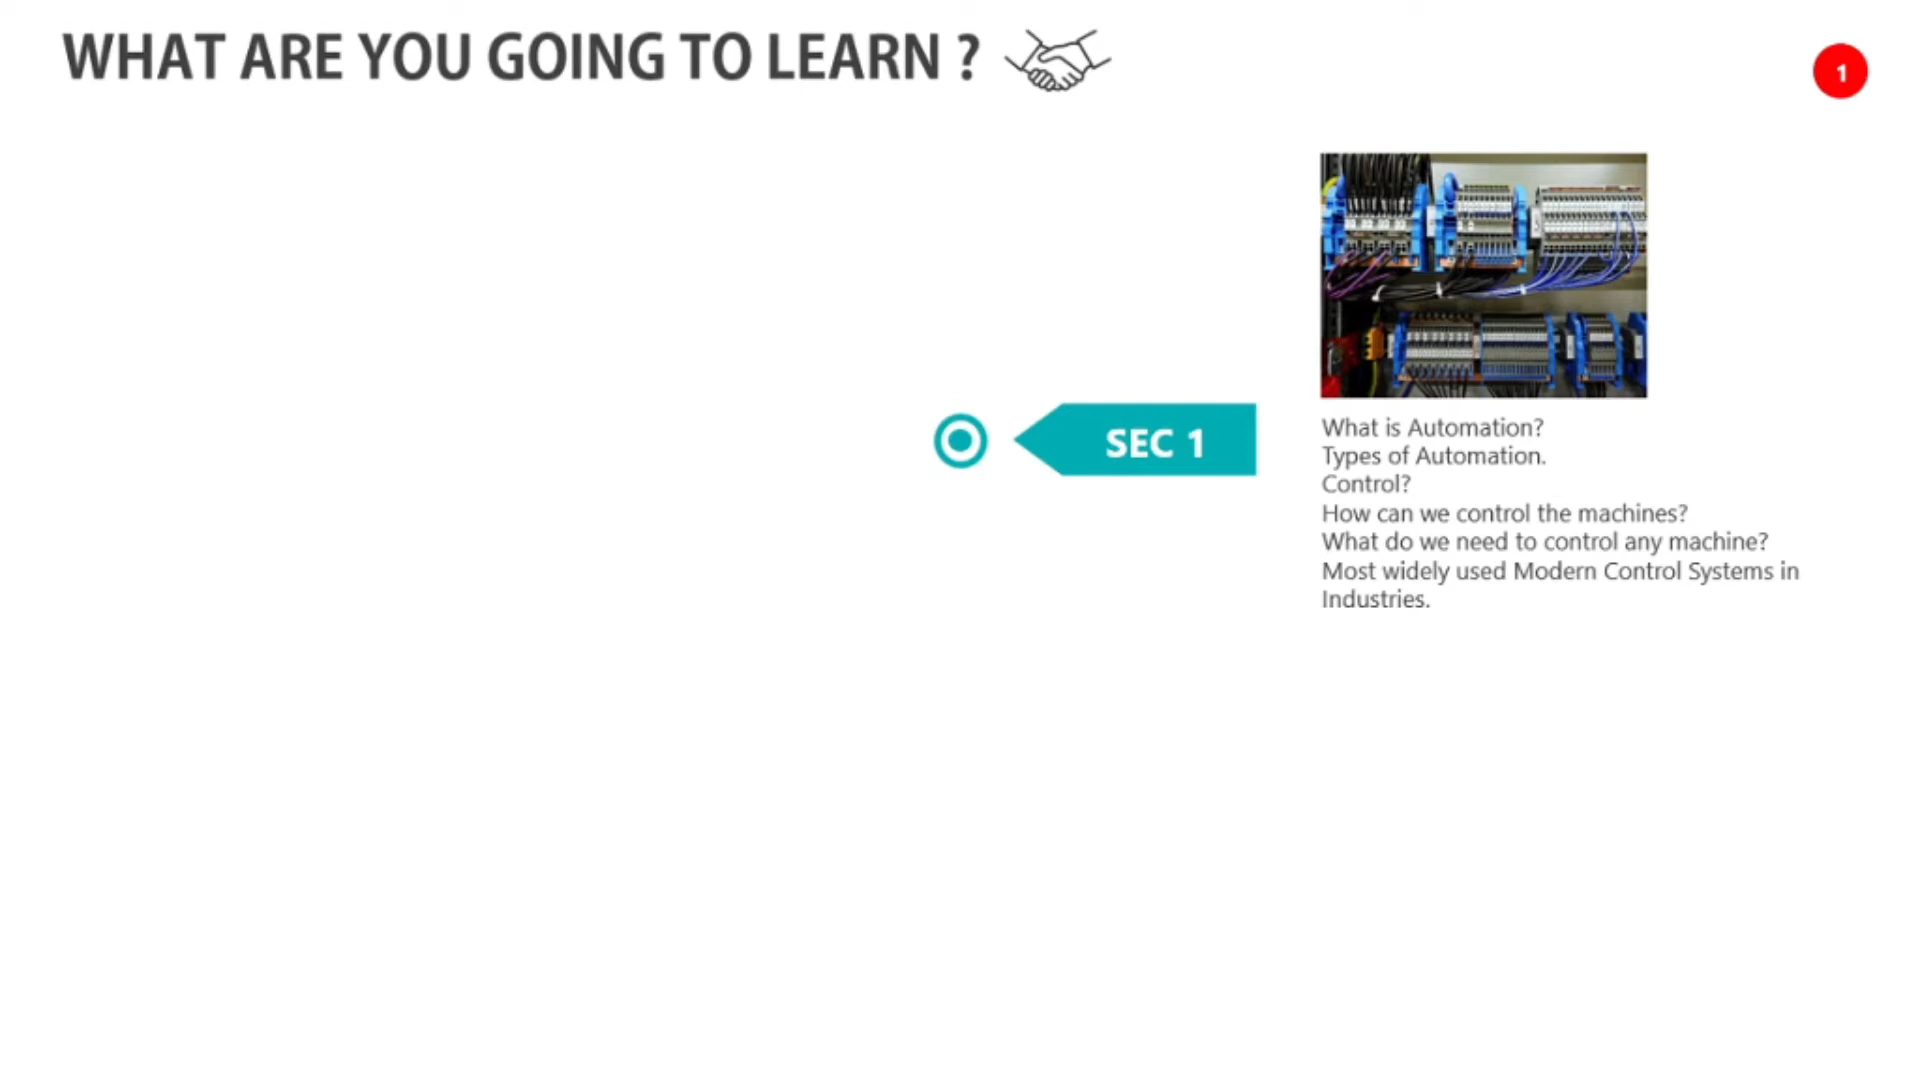 WHAT ARE YOU GOING TO LEARN ?
1
SEC 1
What is Automation?
Types of Automation.
Control?
How can we control the machines?
What do we need to control any machine?
Most widely used Modern Control Systems in
Industries.